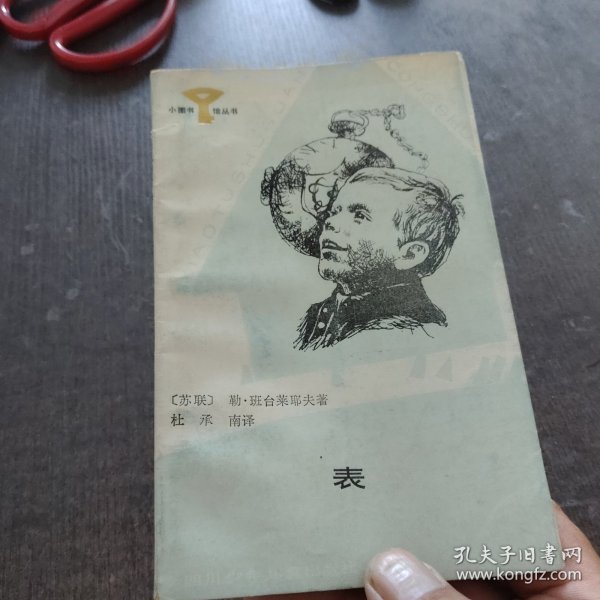 小图书馆丛书
〔苏联〕 勒·班台莱耶夫著
杜承南译
表
孔夫子旧书网
www.kongfz.com